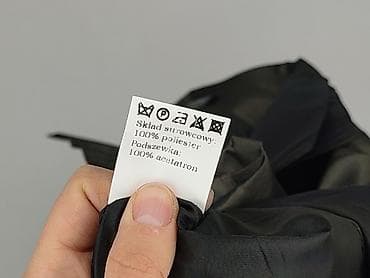 Skład surowcowy:
100% poliester
Podszewka:
100% acetatron